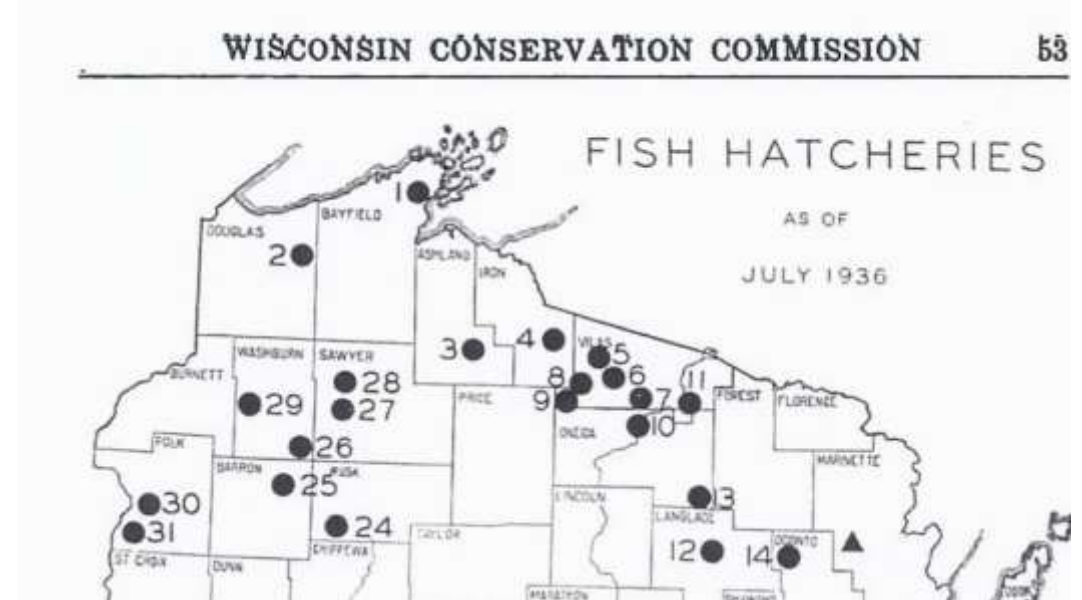 WISCONSIN CONSERVATION COMMISSION 53
FISH HATCHERIES
AS OF
JULY 1936
1
BAYFIELD
DOUGLAS
2
ASHLAND
IRON
3
4
VILAS
5
6
7
8
9
10
11
WASHBURN
SAYER
28
27
29
26
BURNETT
PRICE
FOREST
FLORENCE
ONEIDA
POLK
BARRON
RUSK
25
MARINETTE
30
31
24
LINCOLN
13
LANGLADE
12
14
OCONTO
ST CROIX
DUNN
CHIPPEWA
TAYLOR
MARATHON